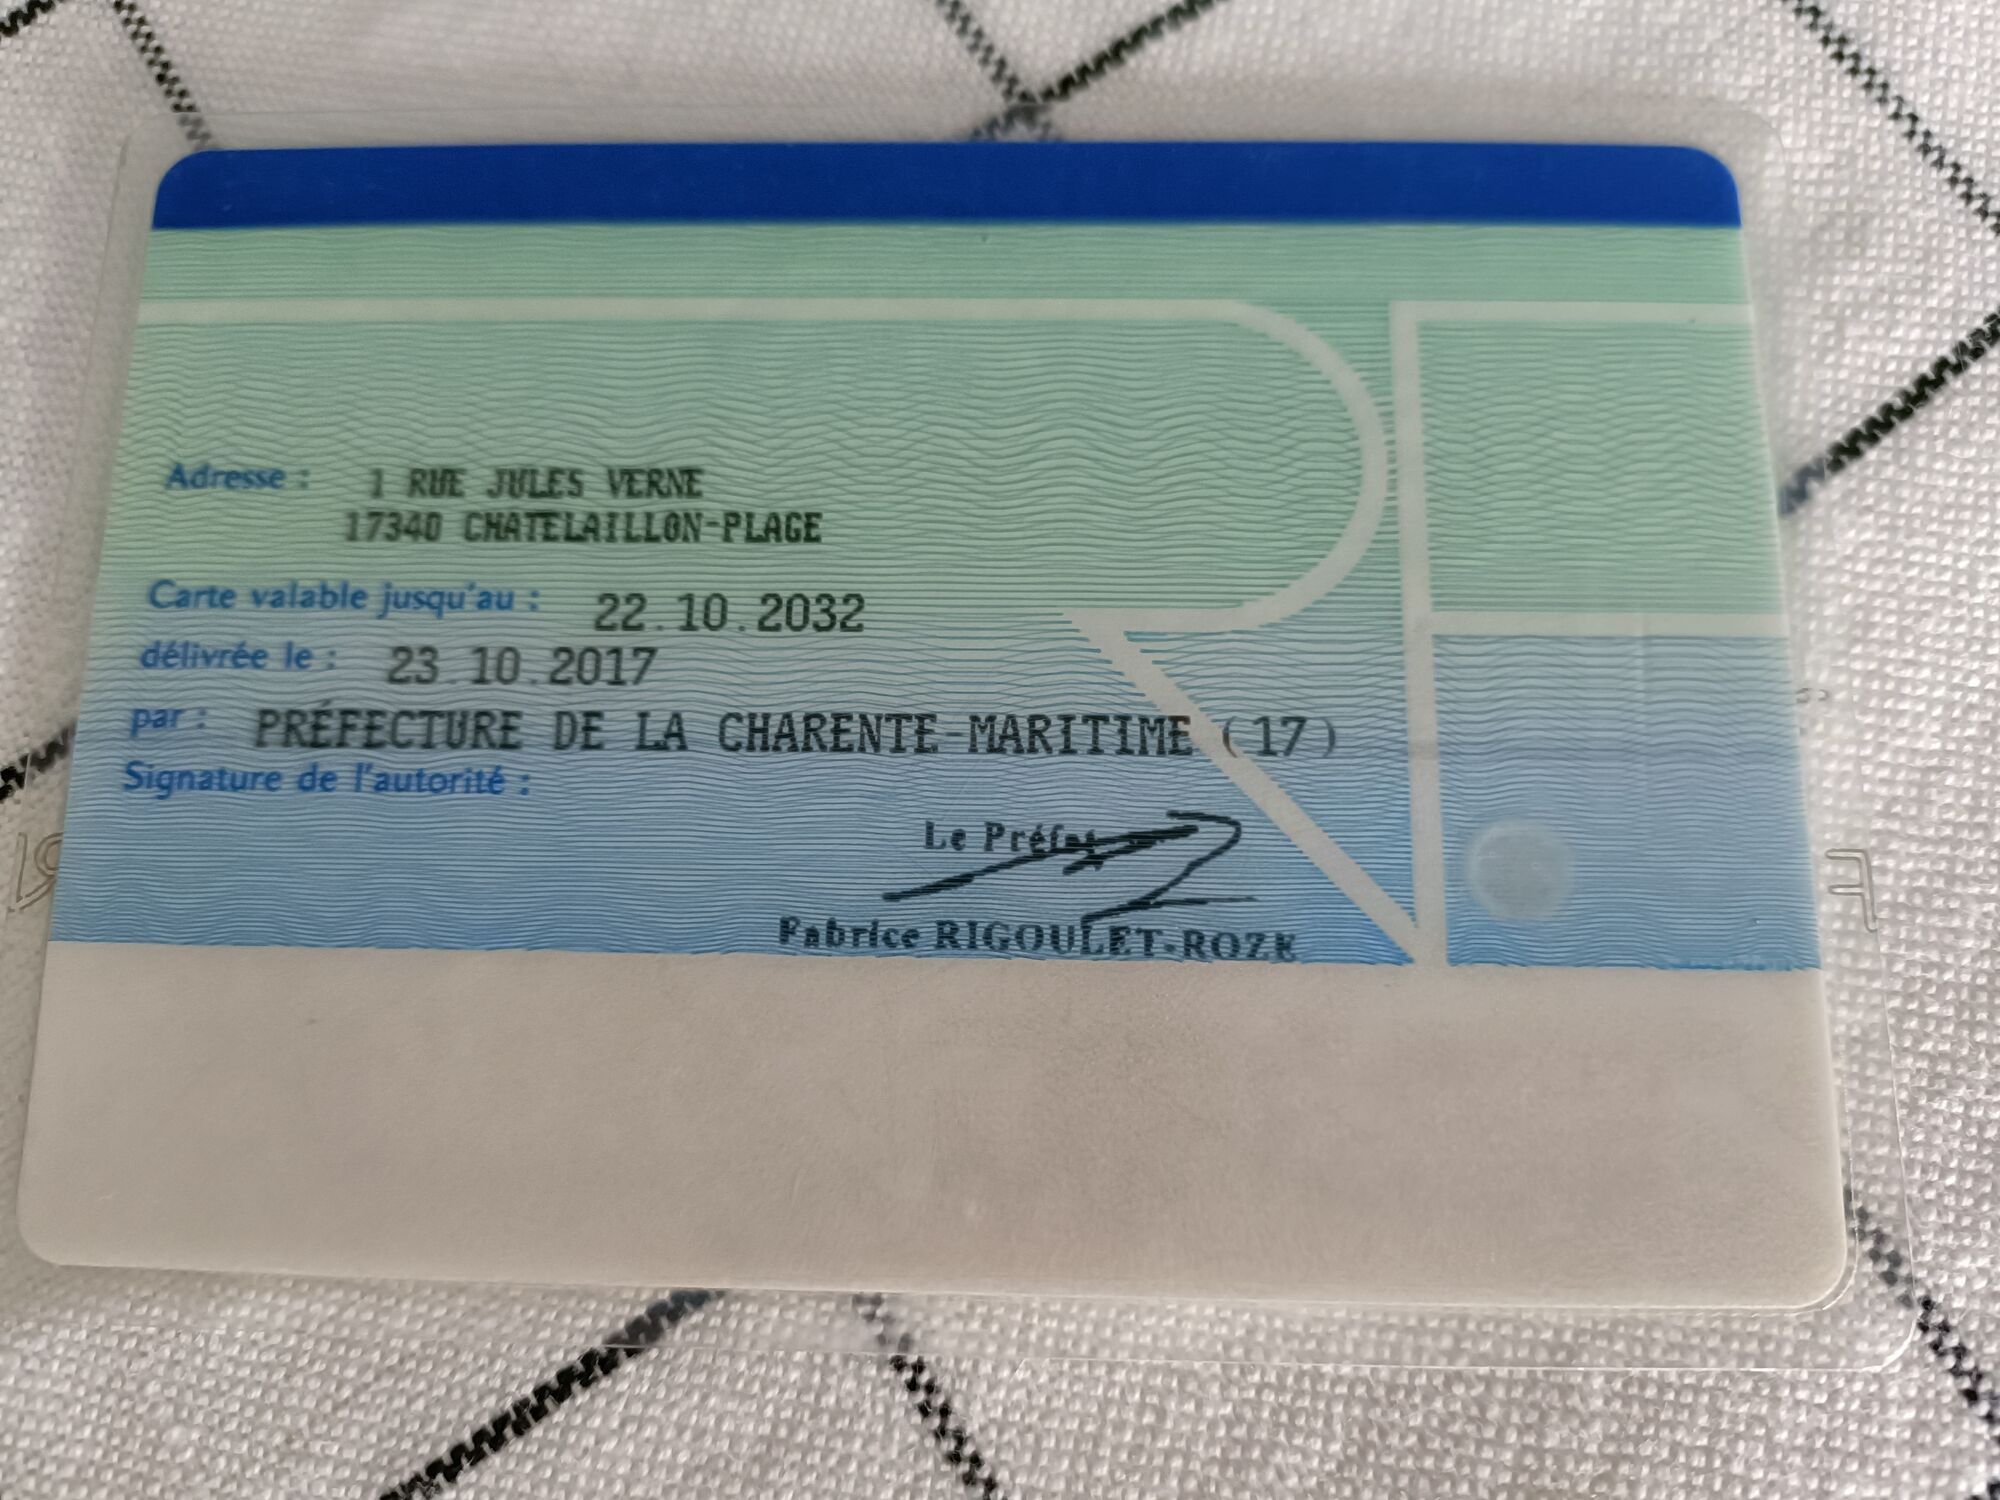 Adresse : 1 RUE JULES VERNE
17340 CHATELAILLON-PLAGE
Carte valable jusqu'au : 22.10.2032
délivrée le : 23.10.2017
par : PRÉFECTURE DE LA CHARENTE-MARITIME (17)
Signature de l'autorité :
Le Préfet
Fabrice RIGOULET-ROZE
RF